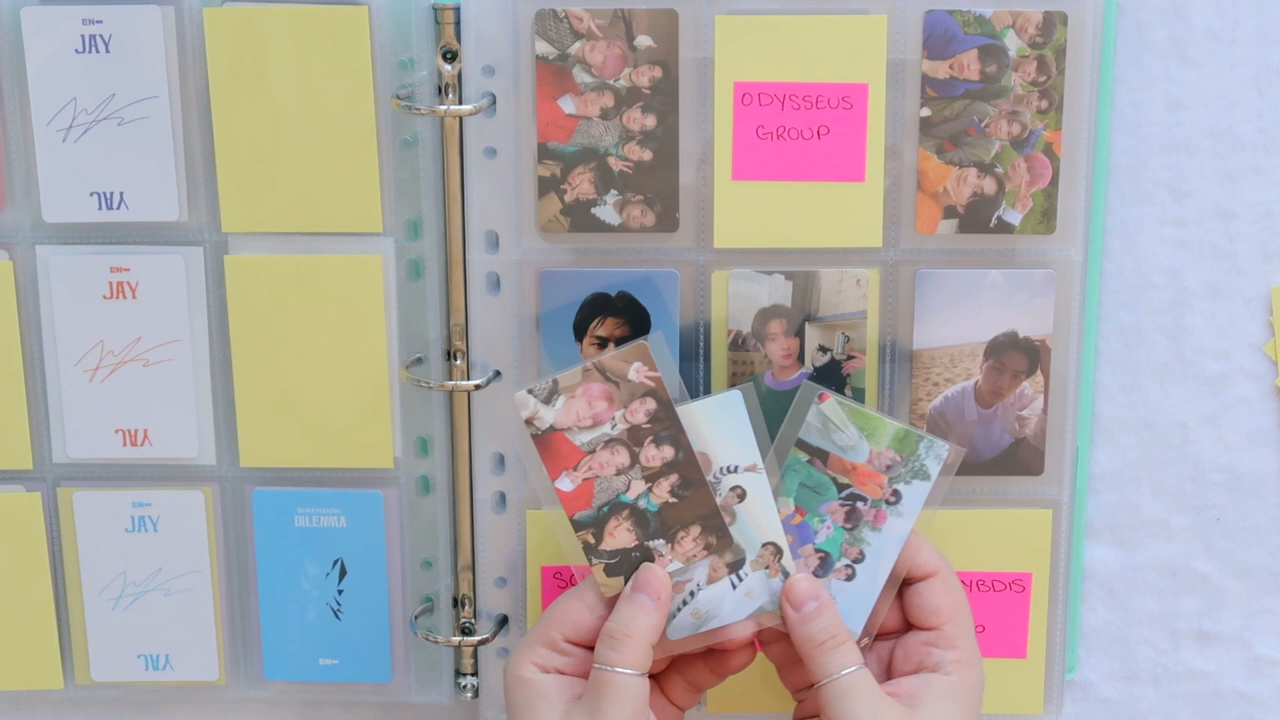 EN-
JAY
JAY
EN-
JAY
JAY
EN-
JAY
JAY
DIMENSION:
DILEMMA
EN-
ODYSSEUS
GROUP